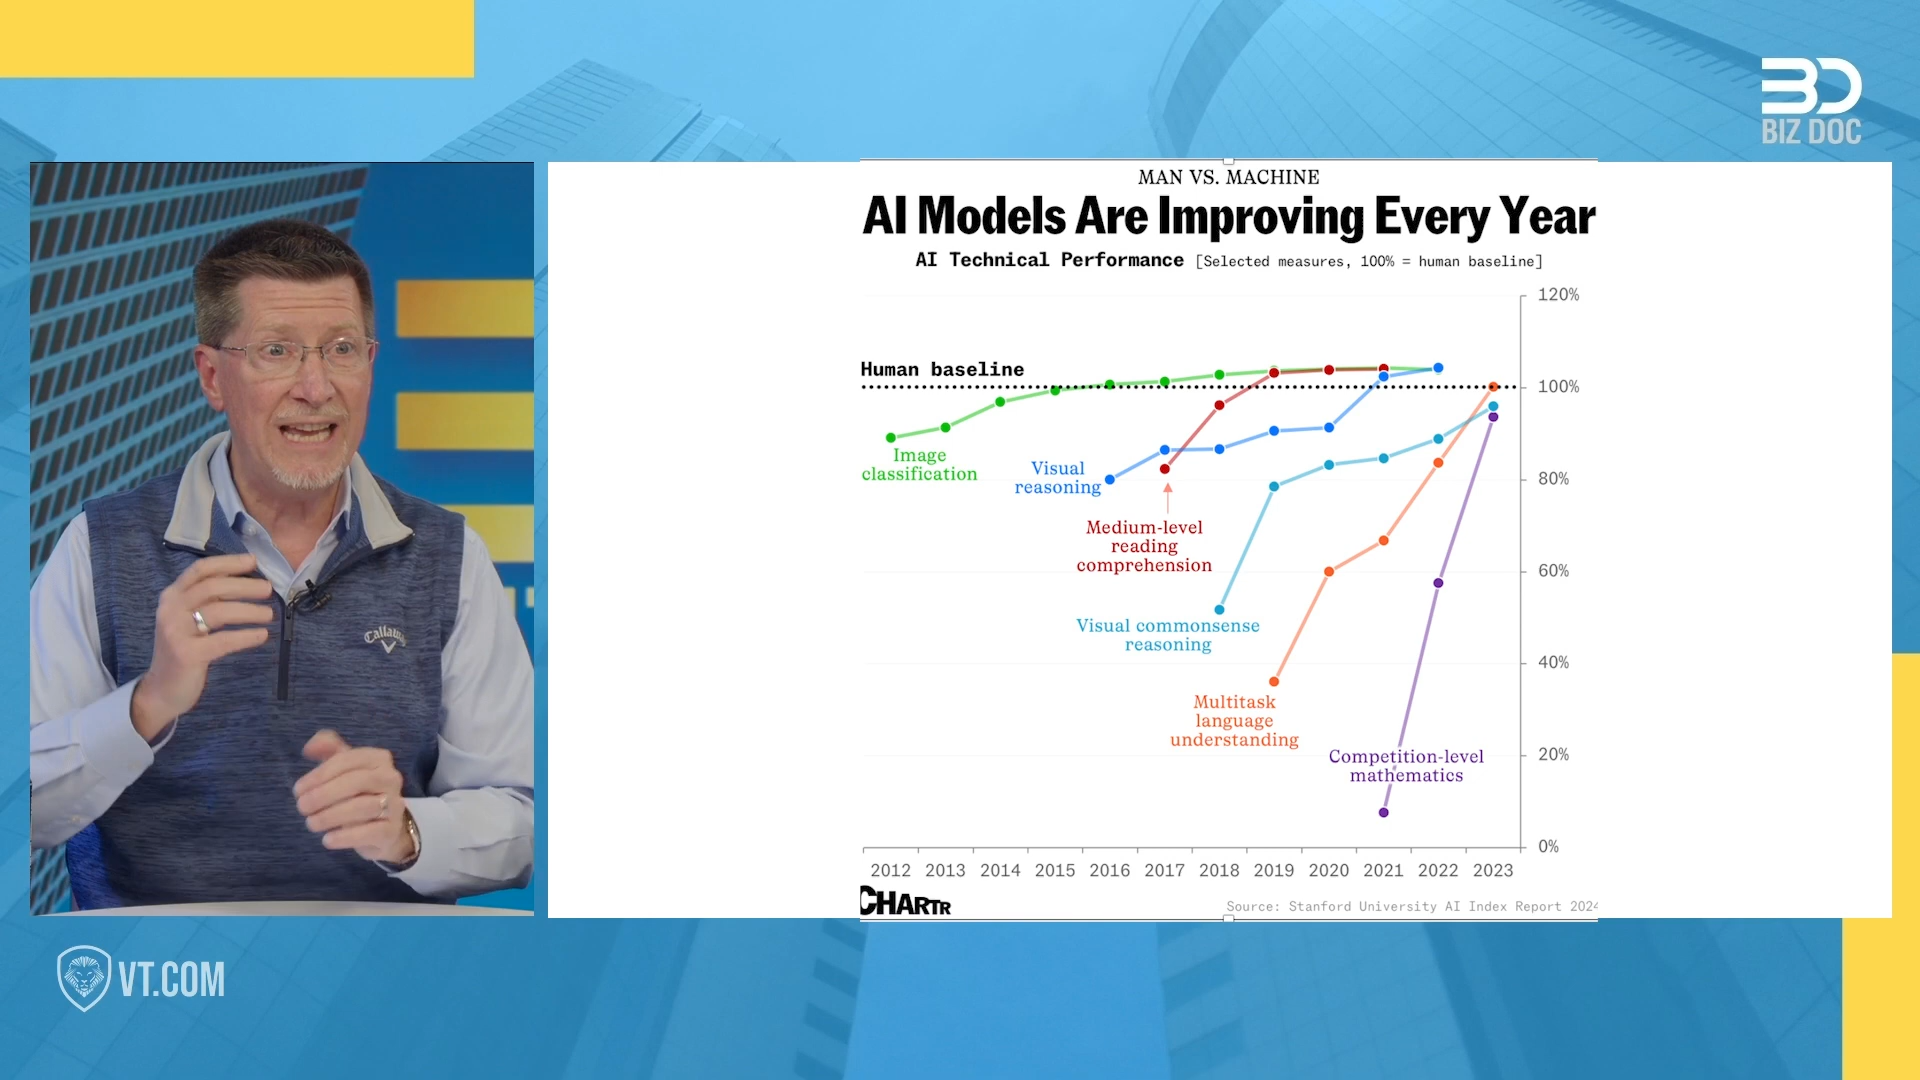 BIZ DOC
MAN VS. MACHINE
AI Models Are Improving Every Year
AI Technical Performance [Selected measures, 100% = human baseline]
120%
Human baseline
100%
Image
classification
Visual
reasoning
80%
Medium-level
reading
comprehension
60%
Visual commonsense
reasoning
40%
Multitask
language
understanding
Competition-level
mathematics
20%
0%
2012 2013 2014 2015 2016 2017 2018 2019 2020 2021 2022 2023
CHARTR
Source: Stanford University AI Index Report 2024
Callaway
VT.COM